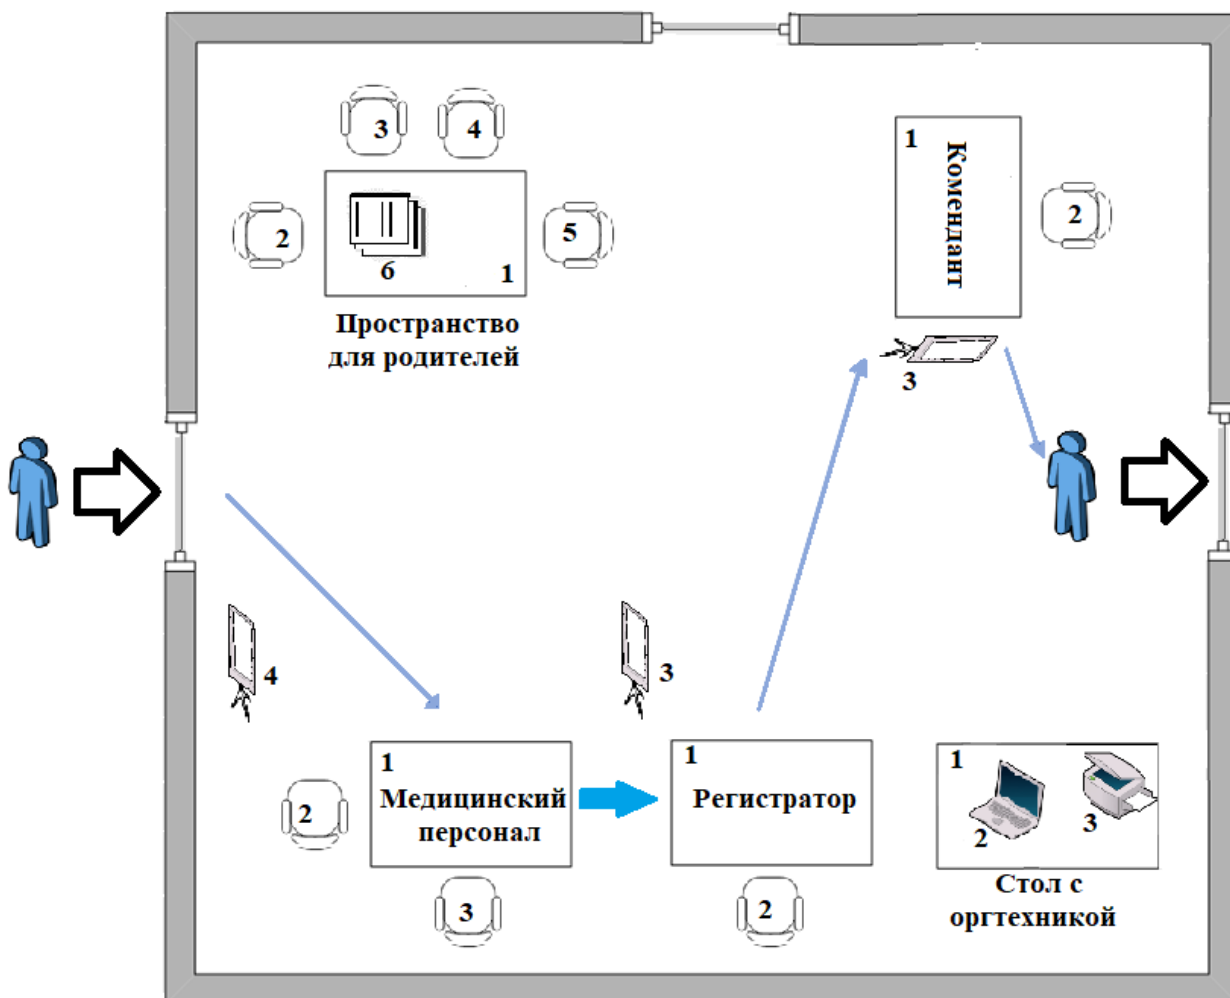 3
4
2
5
6
1
Пространство
для родителей
1
Комендант
2
3
4
3
1
Медицинский
персонал
2
3
1
Регистратор
2
1
2
3
Стол с
оргтехникой